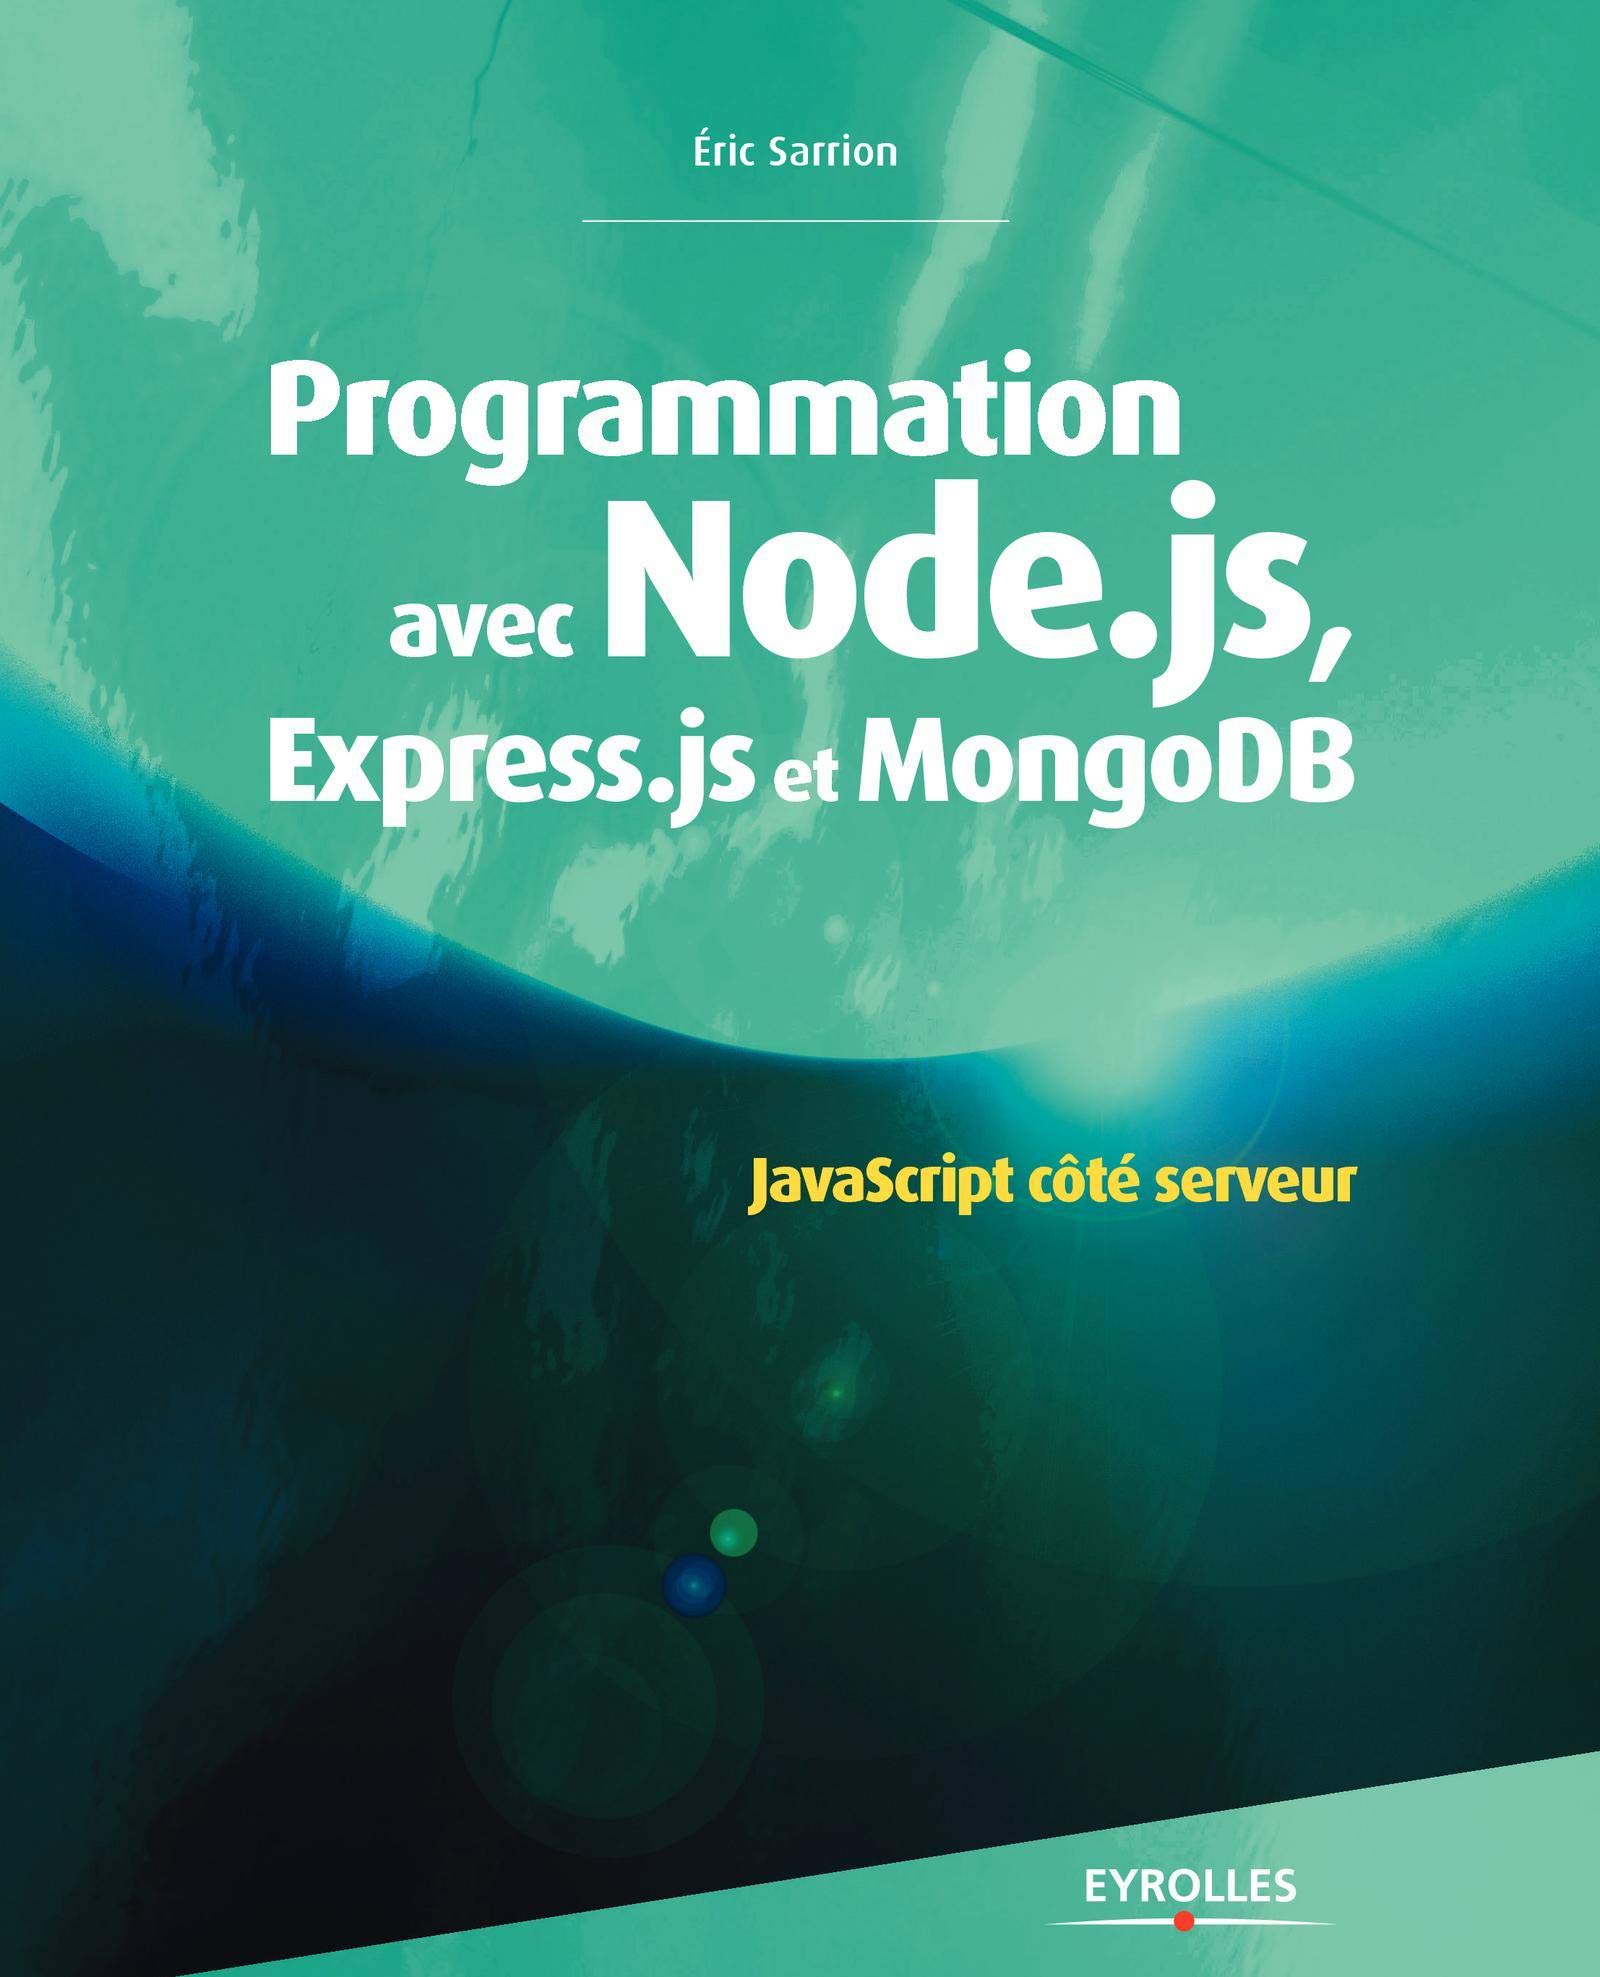 Éric Sarrion
Programmation
avec Node.js,
Express.js et MongoDB
JavaScript côté serveur
EYROLLES